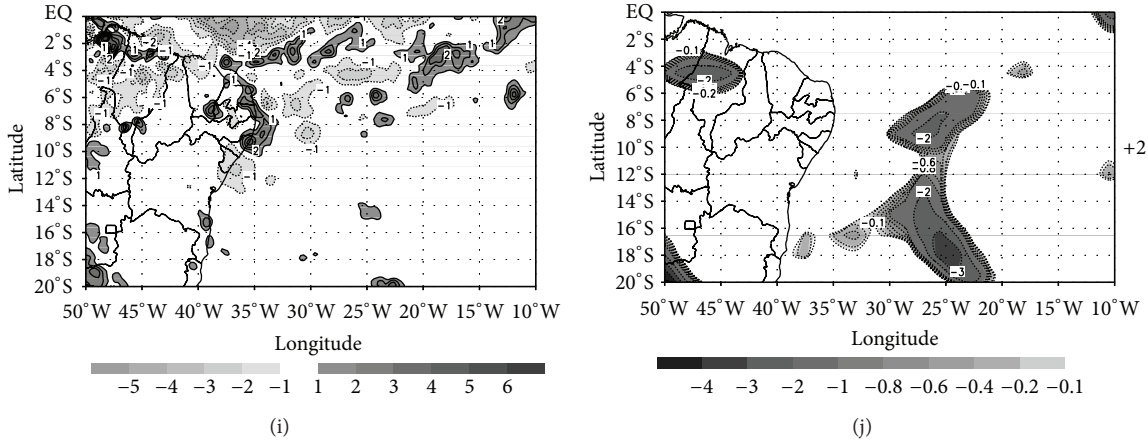 EQ
2°S
4°S
6°S
8°S
10°S
12°S
14°S
16°S
18°S
20°S
Latitude
50°W 45°W 40°W 35°W 30°W 25°W 20°W 15°W 10°W
Longitude
−5 −4 −3 −2 −1 1 2 3 4 5 6
(i)
EQ
2°S
4°S
6°S
8°S
10°S
12°S
14°S
16°S
18°S
20°S
Latitude
−0.1
−2
−0.2
−0.1
−2
−0.6
−0.8
−2
−0.1
−3
+2
50°W 45°W 40°W 35°W 30°W 25°W 20°W 15°W 10°W
Longitude
−4 −3 −2 −1 −0.8 −0.6 −0.4 −0.2 −0.1
(j)